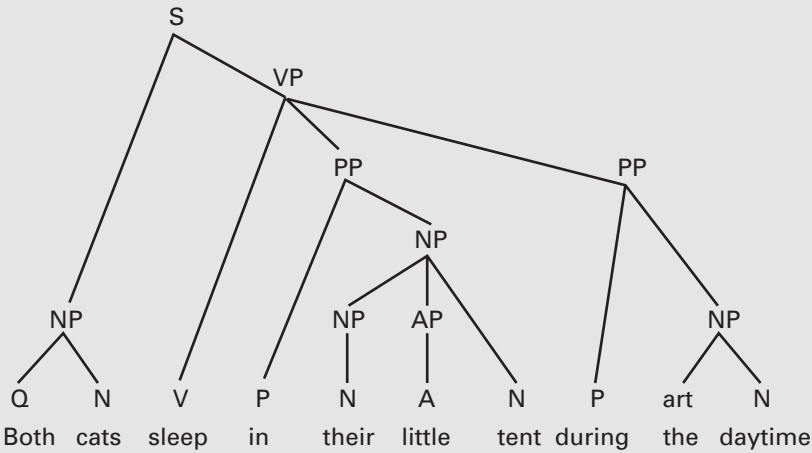 S
VP
PP PP
NP
NP NP AP NP
Q N V P N A N P art N
Both cats sleep in their little tent during the daytime